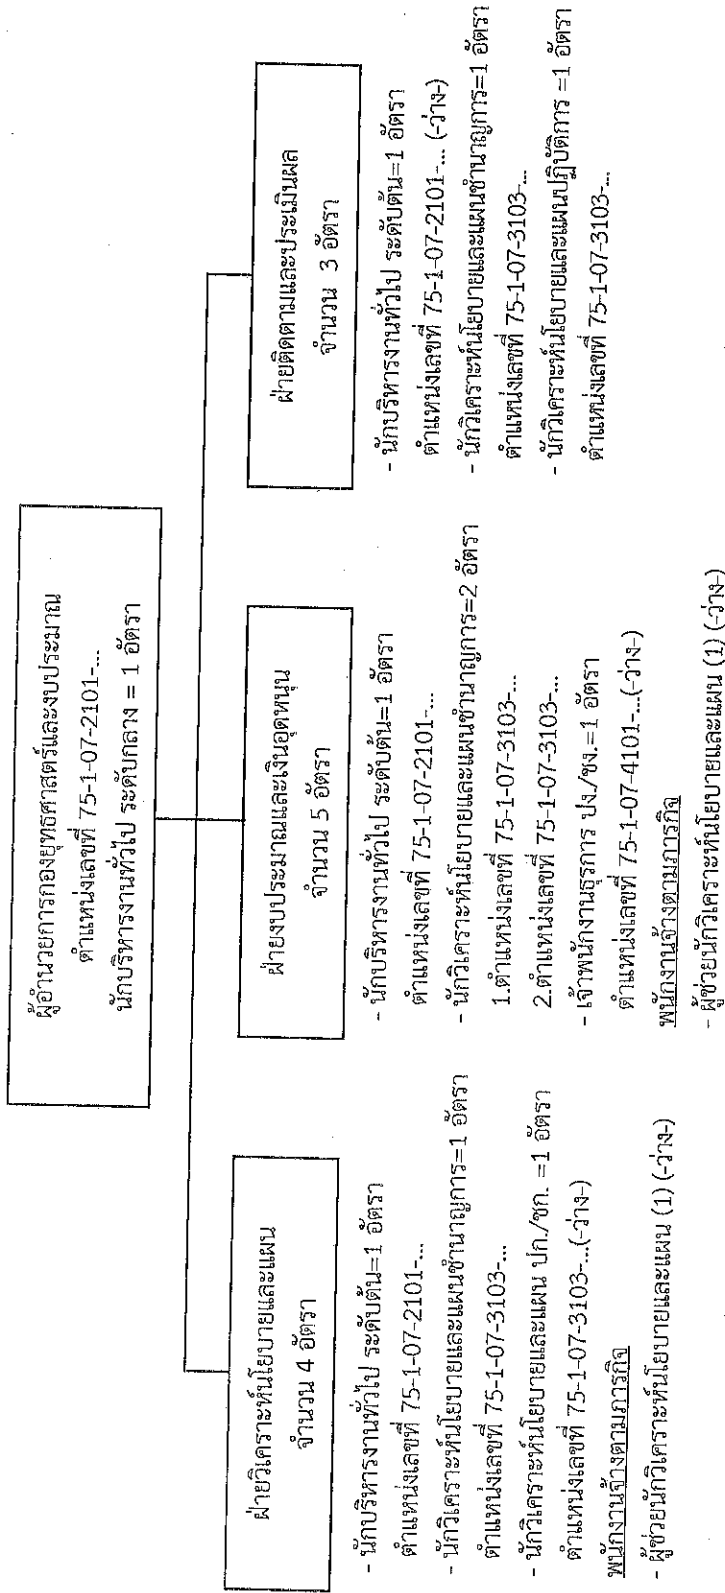 ผู้อำนวยการกองยุทธศาสตร์และงบประมาณ
ตำแหน่งเลขที่ 75-1-07-2101-...
นักบริหารงานทั่วไป ระดับกลาง = 1 อัตรา
ฝ่ายวิเคราะห์นโยบายและแผน
จำนวน 4 อัตรา
- นักบริหารงานทั่วไป ระดับต้น=1 อัตรา
ตำแหน่งเลขที่ 75-1-07-2101-...
- นักวิเคราะห์นโยบายและแผนชำนาญการ=1 อัตรา
ตำแหน่งเลขที่ 75-1-07-3103-...
- นักวิเคราะห์นโยบายและแผน ปก./ชก. =1 อัตรา
ตำแหน่งเลขที่ 75-1-07-3103-...(-ว่าง-)
พนักงานจ้างตามภารกิจ
- ผู้ช่วยนักวิเคราะห์นโยบายและแผน (1) (-ว่าง-)
ฝ่ายงบประมาณและเงินอุดหนุน
จำนวน 5 อัตรา
- นักบริหารงานทั่วไป ระดับต้น=1 อัตรา
ตำแหน่งเลขที่ 75-1-07-2101-...
- นักวิเคราะห์นโยบายและแผนชำนาญการ=2 อัตรา
1.ตำแหน่งเลขที่ 75-1-07-3103-...
2.ตำแหน่งเลขที่ 75-1-07-3103-...
- เจ้าพนักงานธุรการ ปง./ชง.=1 อัตรา
ตำแหน่งเลขที่ 75-1-07-4101-...(-ว่าง-)
พนักงานจ้างตามภารกิจ
- ผู้ช่วยนักวิเคราะห์นโยบายและแผน (1) (-ว่าง-)
ฝ่ายติดตามและประเมินผล
จำนวน 3 อัตรา
- นักบริหารงานทั่วไป ระดับต้น=1 อัตรา
ตำแหน่งเลขที่ 75-1-07-2101-... (-ว่าง-)
- นักวิเคราะห์นโยบายและแผนชำนาญการ=1 อัตรา
ตำแหน่งเลขที่ 75-1-07-3103-...
- นักวิเคราะห์นโยบายและแผนปฏิบัติการ =1 อัตรา
ตำแหน่งเลขที่ 75-1-07-3103-...